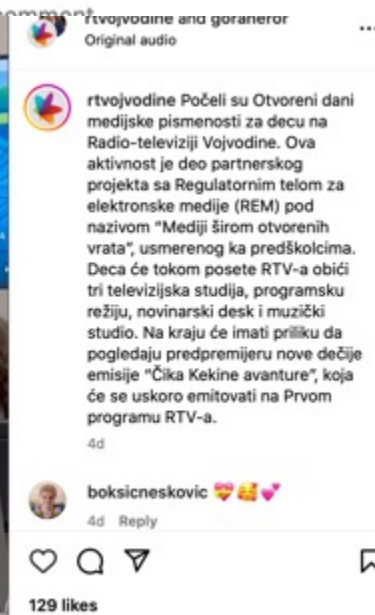 comment
rtvojvodine and goraneror
Original audio
rtvojvodine Počeli su Otvoreni dani
medijske pismenosti za decu na
Radio-televiziji Vojvodine. Ova
aktivnost je deo partnerskog
projekta sa Regulatornim telom za
elektronske medije (REM) pod
nazivom “Mediji širom otvorenih
vrata”, usmerenog ka predškolcima.
Deca će tokom posete RTV-a obići
tri televizijska studija, programsku
režiju, novinarski desk i muzički
studio. Na kraju će imati priliku da
pogledaju predpremijeru nove dečije
emisije “Čika Kekine avanture”, koja
će se uskoro emitovati na Prvom
programu RTV-a.
4d
boksicneskovic 💝🥰💕
4d Reply
129 likes